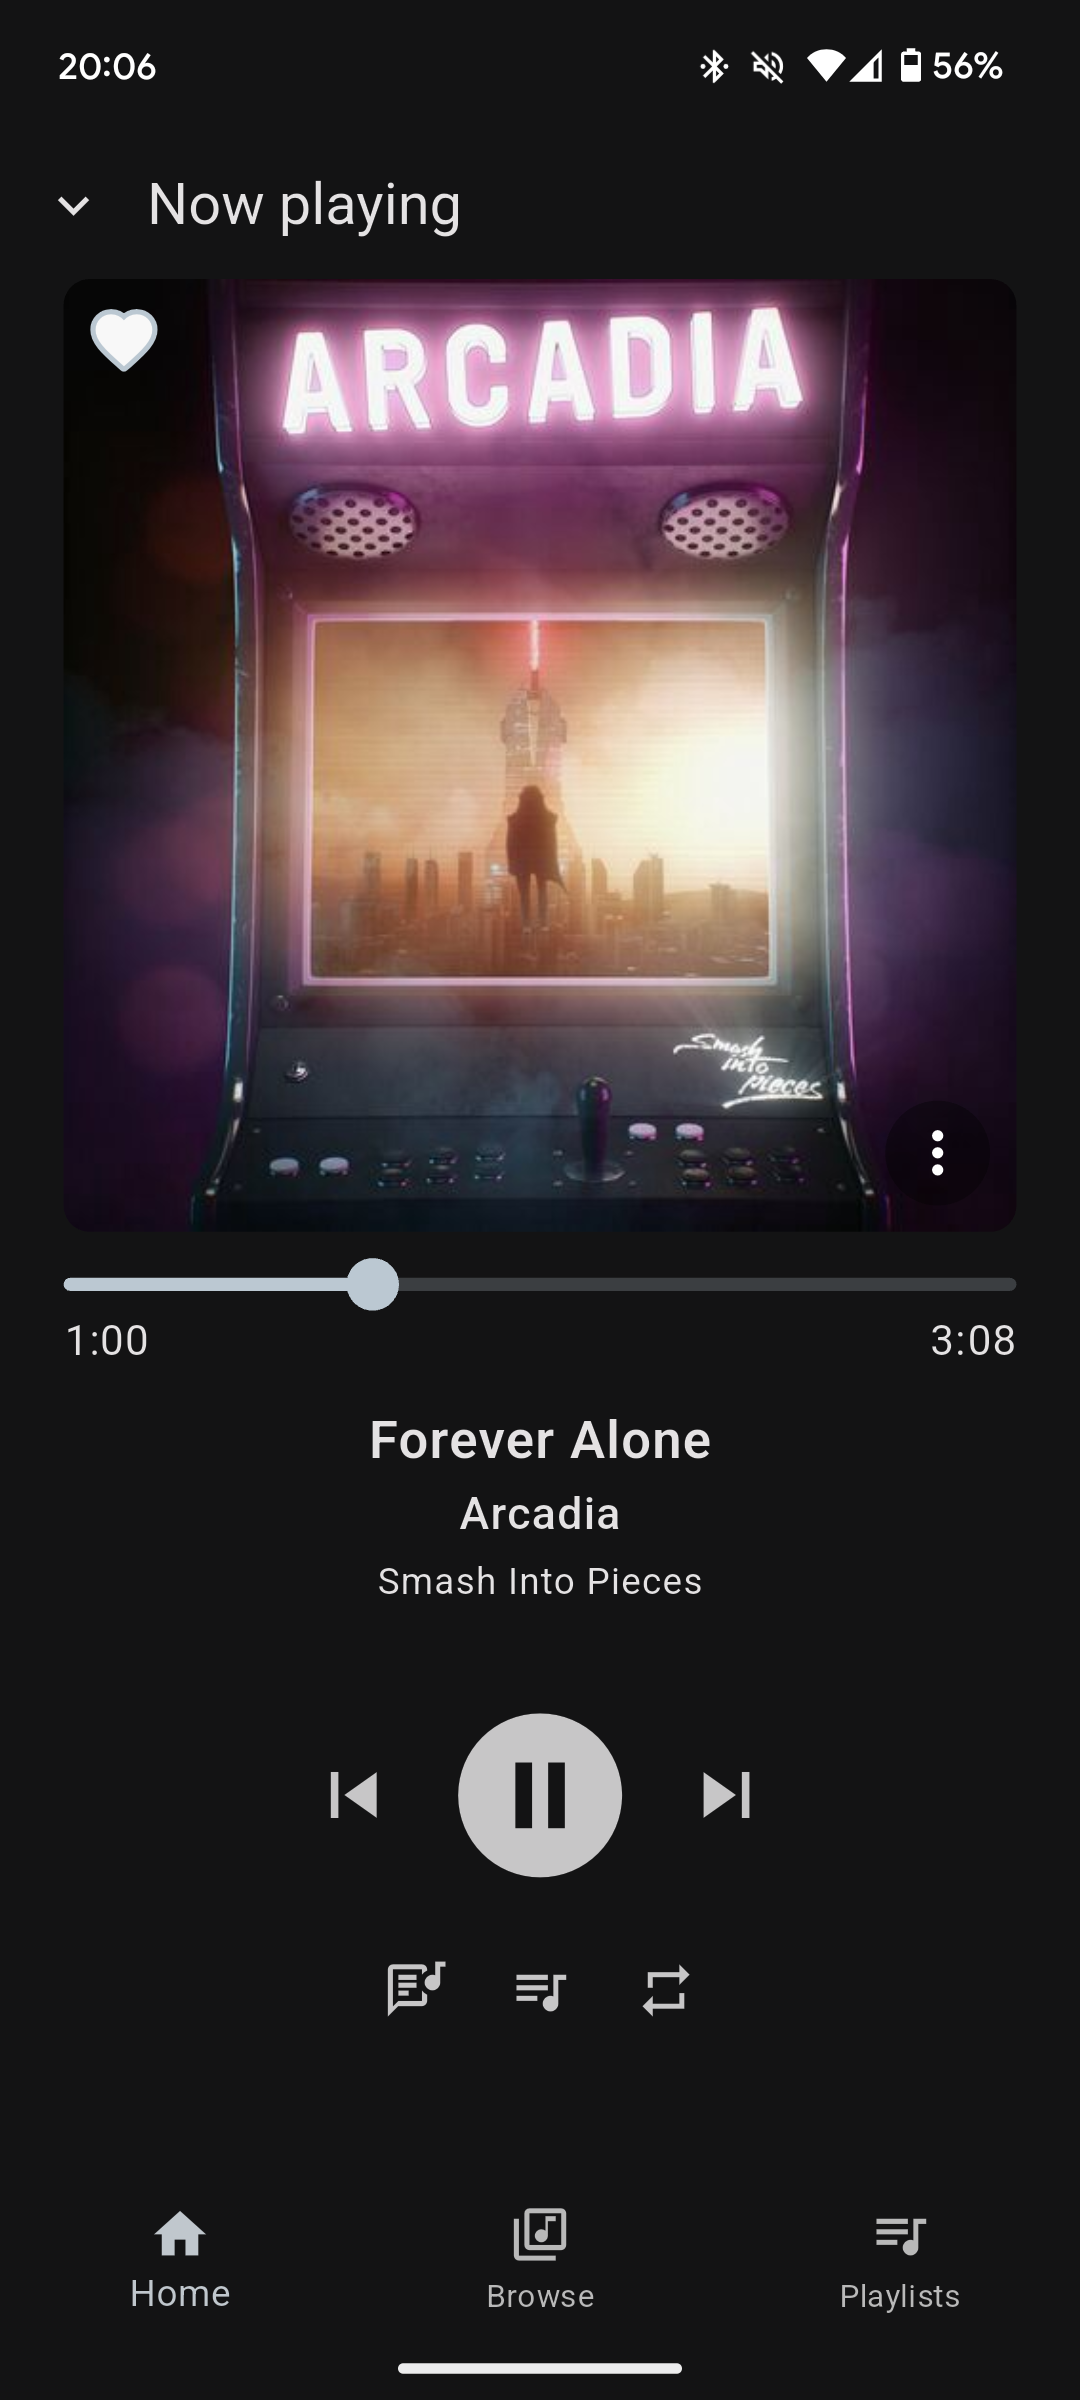 20:06 56%
Now playing
ARCADIA
Smash
into
pieces
1:00 3:08
Forever Alone
Arcadia
Smash Into Pieces
Home Browse Playlists